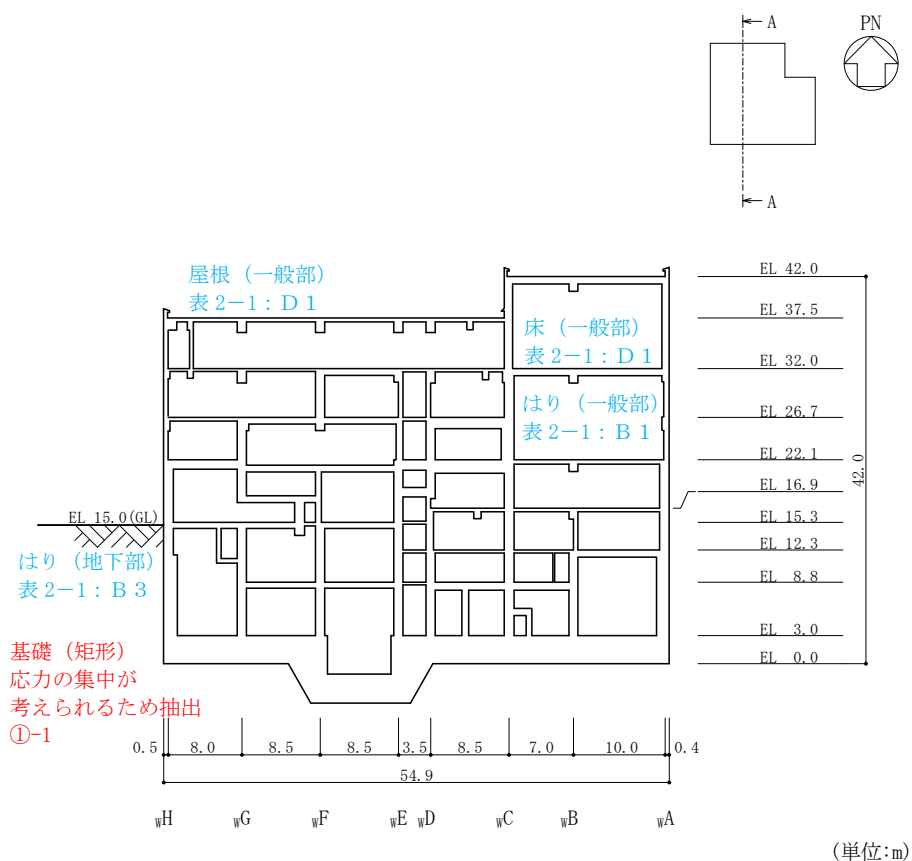 A
PN
A
屋根（一般部）
表２−１：Ｄ１
床（一般部）
表２−１：Ｄ１
はり（一般部）
表２−１：Ｂ１
EL 42.0
EL 37.5
EL 32.0
EL 26.7
EL 22.1
EL 16.9
EL 15.3
EL 12.3
EL 8.8
EL 3.0
EL 0.0
42.0
EL 15.0(GL)
はり（地下部）
表２−１：Ｂ３
基礎（矩形）
応力の集中が
考えられるため抽出
①-1
0.5 8.0 8.5 8.5 3.5 8.5 7.0 10.0 0.4
54.9
wH wG wF wE wD wC wB wA
(単位:m)